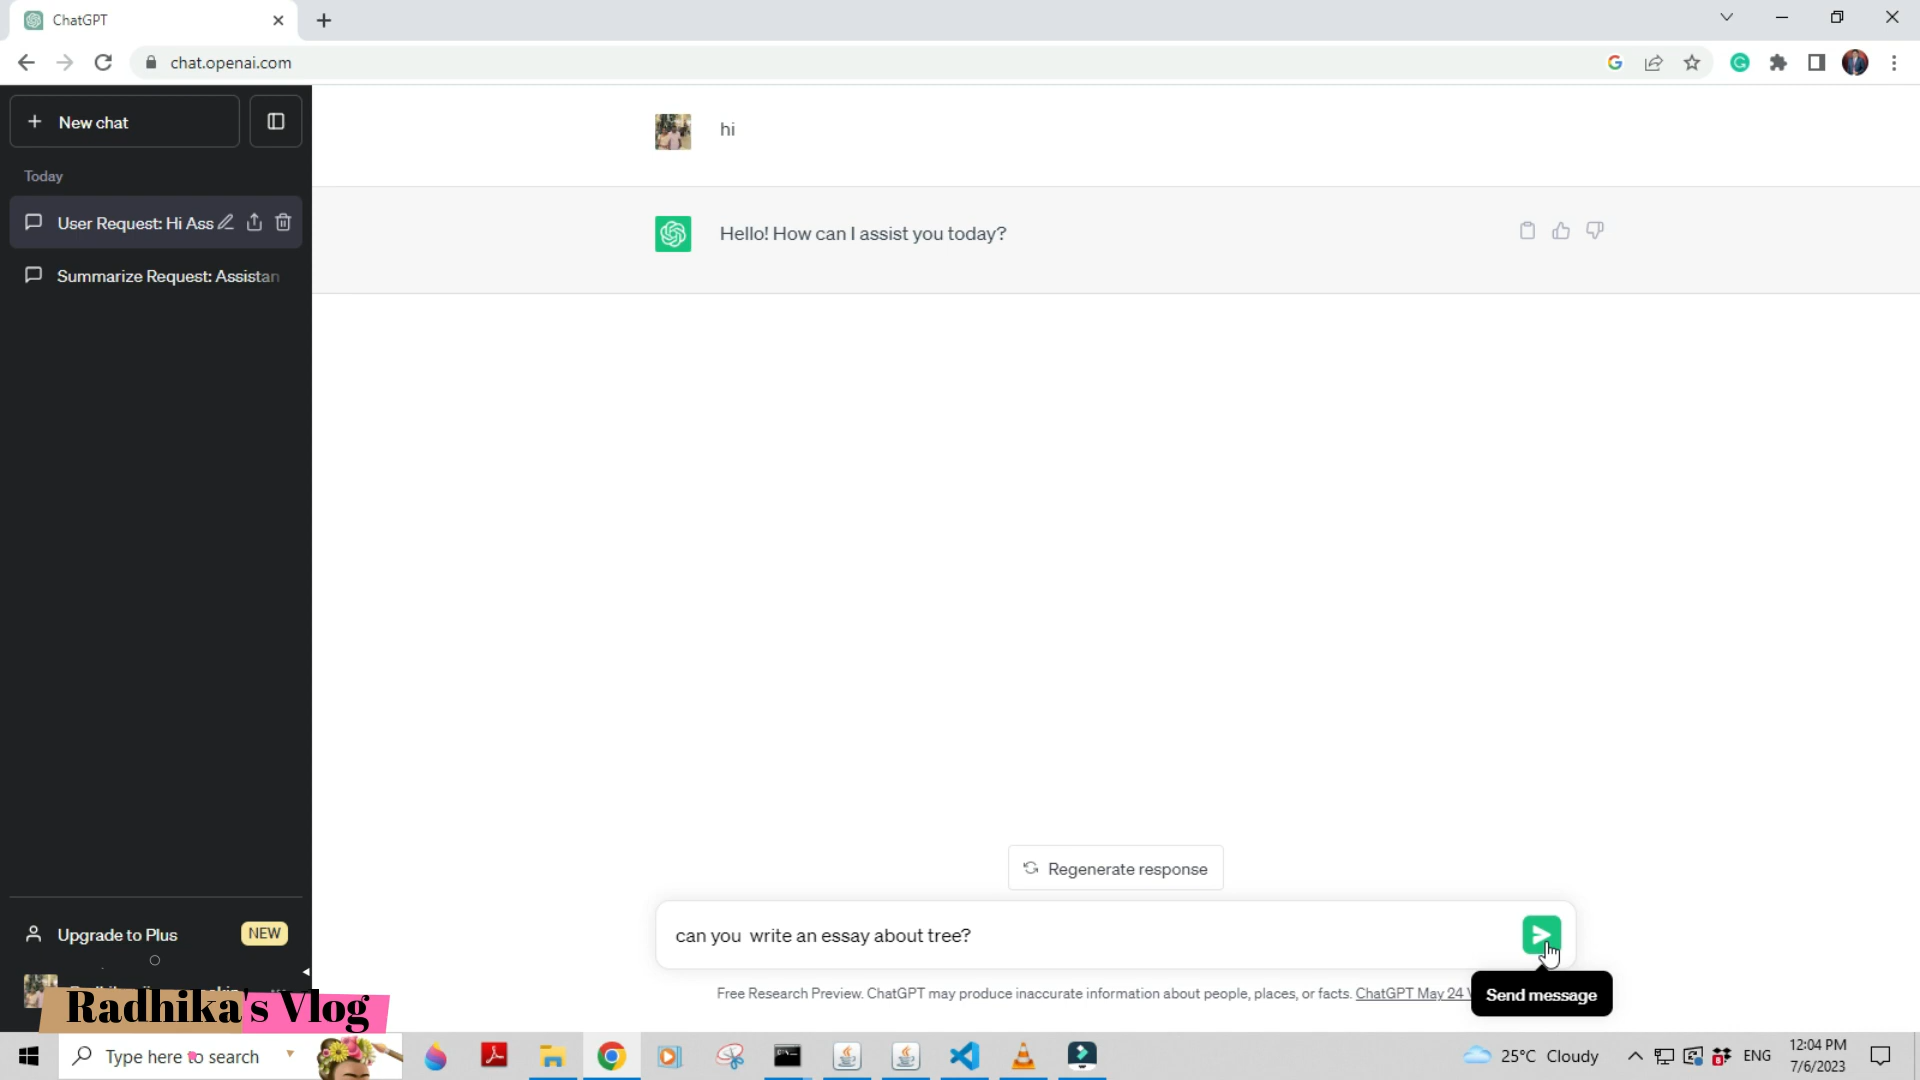 ChatGPT
chat.openai.com
New chat
Today
User Request: Hi Ass
Summarize Request: Assistan
hi
Hello! How can I assist you today?
Regenerate response
can you  write an essay about tree?
Send message
Free Research Preview. ChatGPT may produce inaccurate information about people, places, or facts. ChatGPT May 24
Upgrade to Plus
NEW
Radhika's Vlog
Type here to search
25°C Cloudy
ENG
12:04 PM
7/6/2023